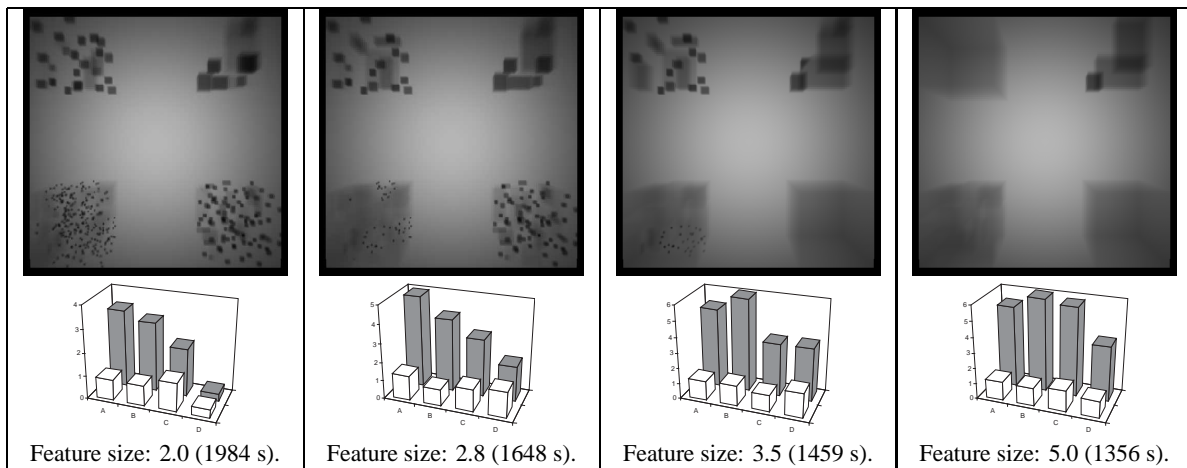 4
3
2
1
0
A
B
C
D
5
4
3
2
1
0
A
B
C
D
6
5
4
3
2
1
0
A
B
C
D
6
5
4
3
2
1
0
A
B
C
D
Feature size: 2.0 (1984 s).
Feature size: 2.8 (1648 s).
Feature size: 3.5 (1459 s).
Feature size: 5.0 (1356 s).